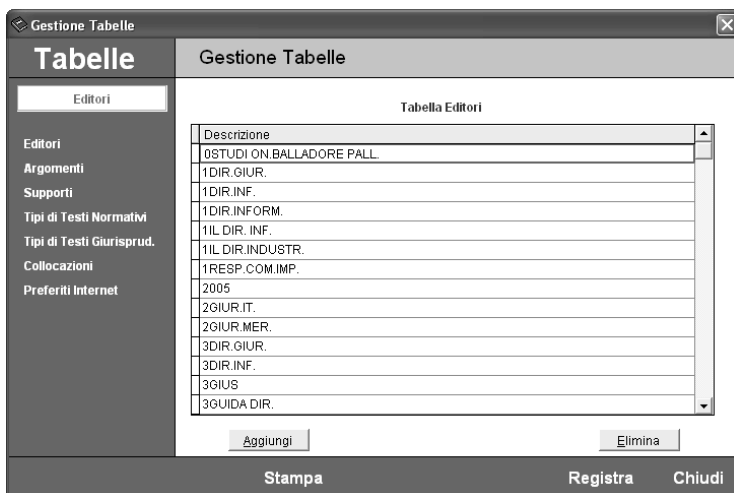 Gestione Tabelle
Tabelle
Gestione Tabelle
Editori
Editori
Argomenti
Supporti
Tipi di Testi Normativi
Tipi di Testi Giurisprud.
Collocazioni
Preferiti Internet
Tabella Editori
Descrizione
0STUDI ON.BALLADORE PALL.
1DIR.GIUR.
1DIR.INF.
1DIR.INFORM.
1IL DIR. INF.
1IL DIR.INDUSTR.
1RESP.COM.IMP.
2005
2GIUR.IT.
2GIUR.MER.
3DIR.GIUR.
3DIR.INF.
3GIUS
3GUIDA DIR.
Aggiungi
Elimina
Stampa
Registra
Chiudi